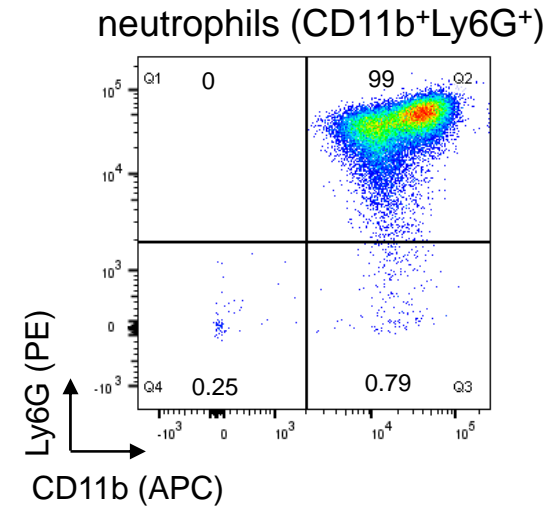 neutrophils (CD11b⁺Ly6G⁺)
Q1 0 99 Q2
10⁵
10⁴
10³
0
-10³
Q4 0.25 0.79 Q3
-10³ 0 10³ 10⁴ 10⁵
Ly6G (PE)
CD11b (APC)